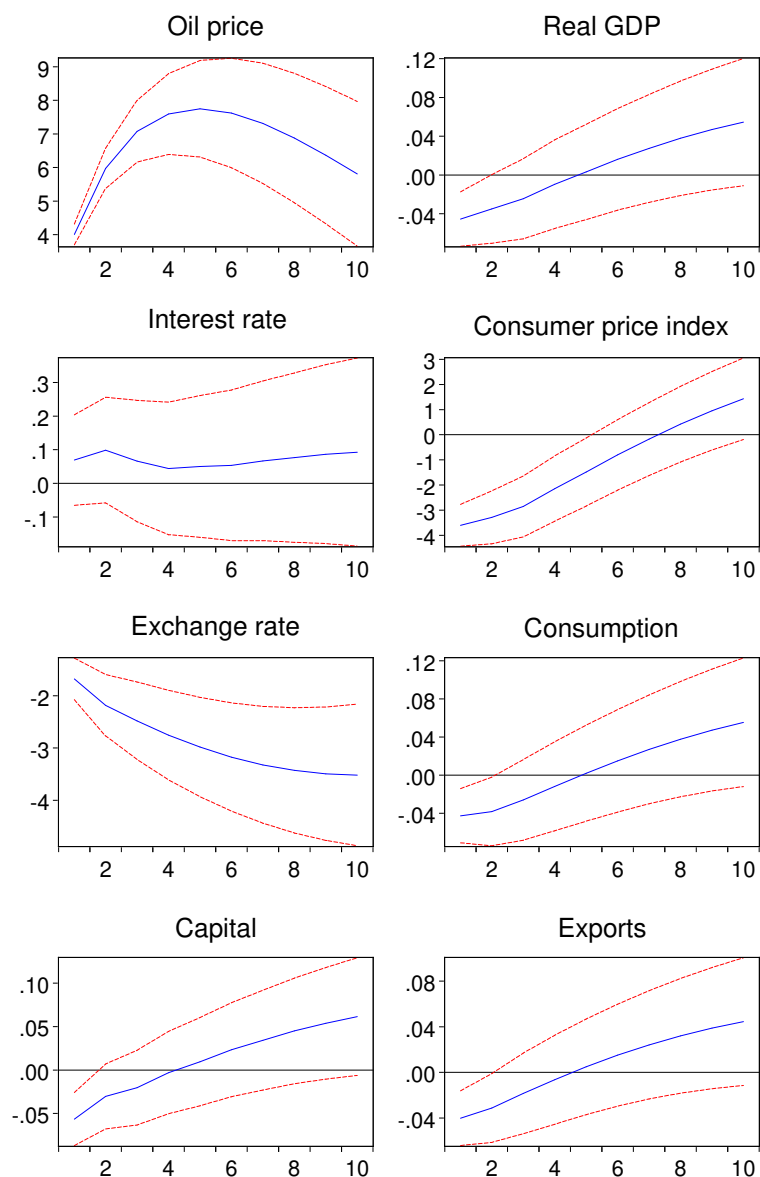 Oil price
9
8
7
6
5
4
2 4 6 8 10
Real GDP
.12
.08
.04
.00
-.04
2 4 6 8 10
Interest rate
.3
.2
.1
.0
-.1
2 4 6 8 10
Consumer price index
3
2
1
0
-1
-2
-3
-4
2 4 6 8 10
Exchange rate
-2
-3
-4
2 4 6 8 10
Consumption
.12
.08
.04
.00
-.04
2 4 6 8 10
Capital
.10
.05
.00
-.05
2 4 6 8 10
Exports
.08
.04
.00
-.04
2 4 6 8 10